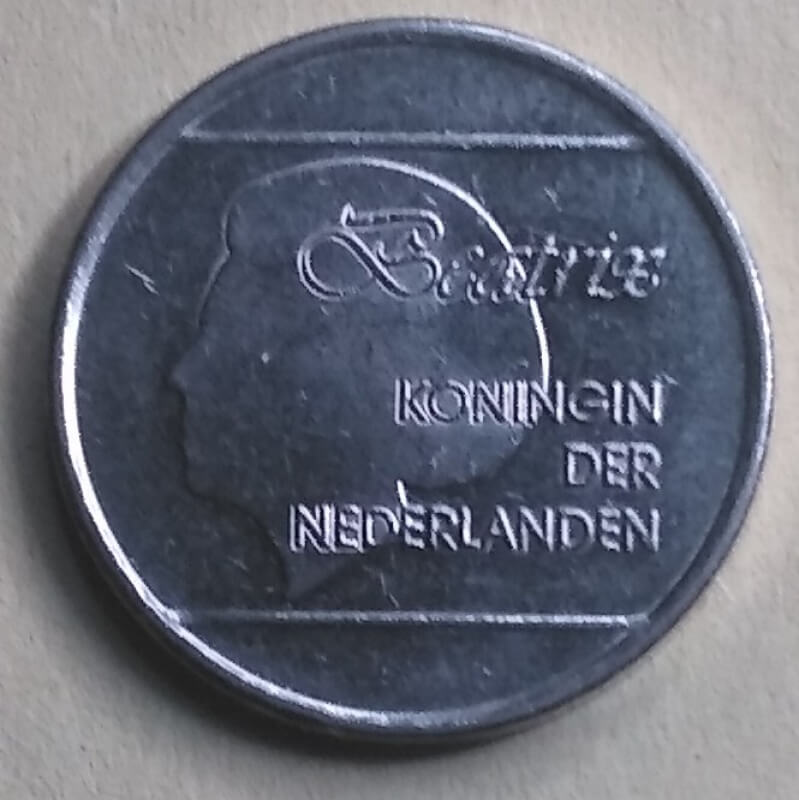 Beatrix
KONINGIN
DER
NEDERLANDEN